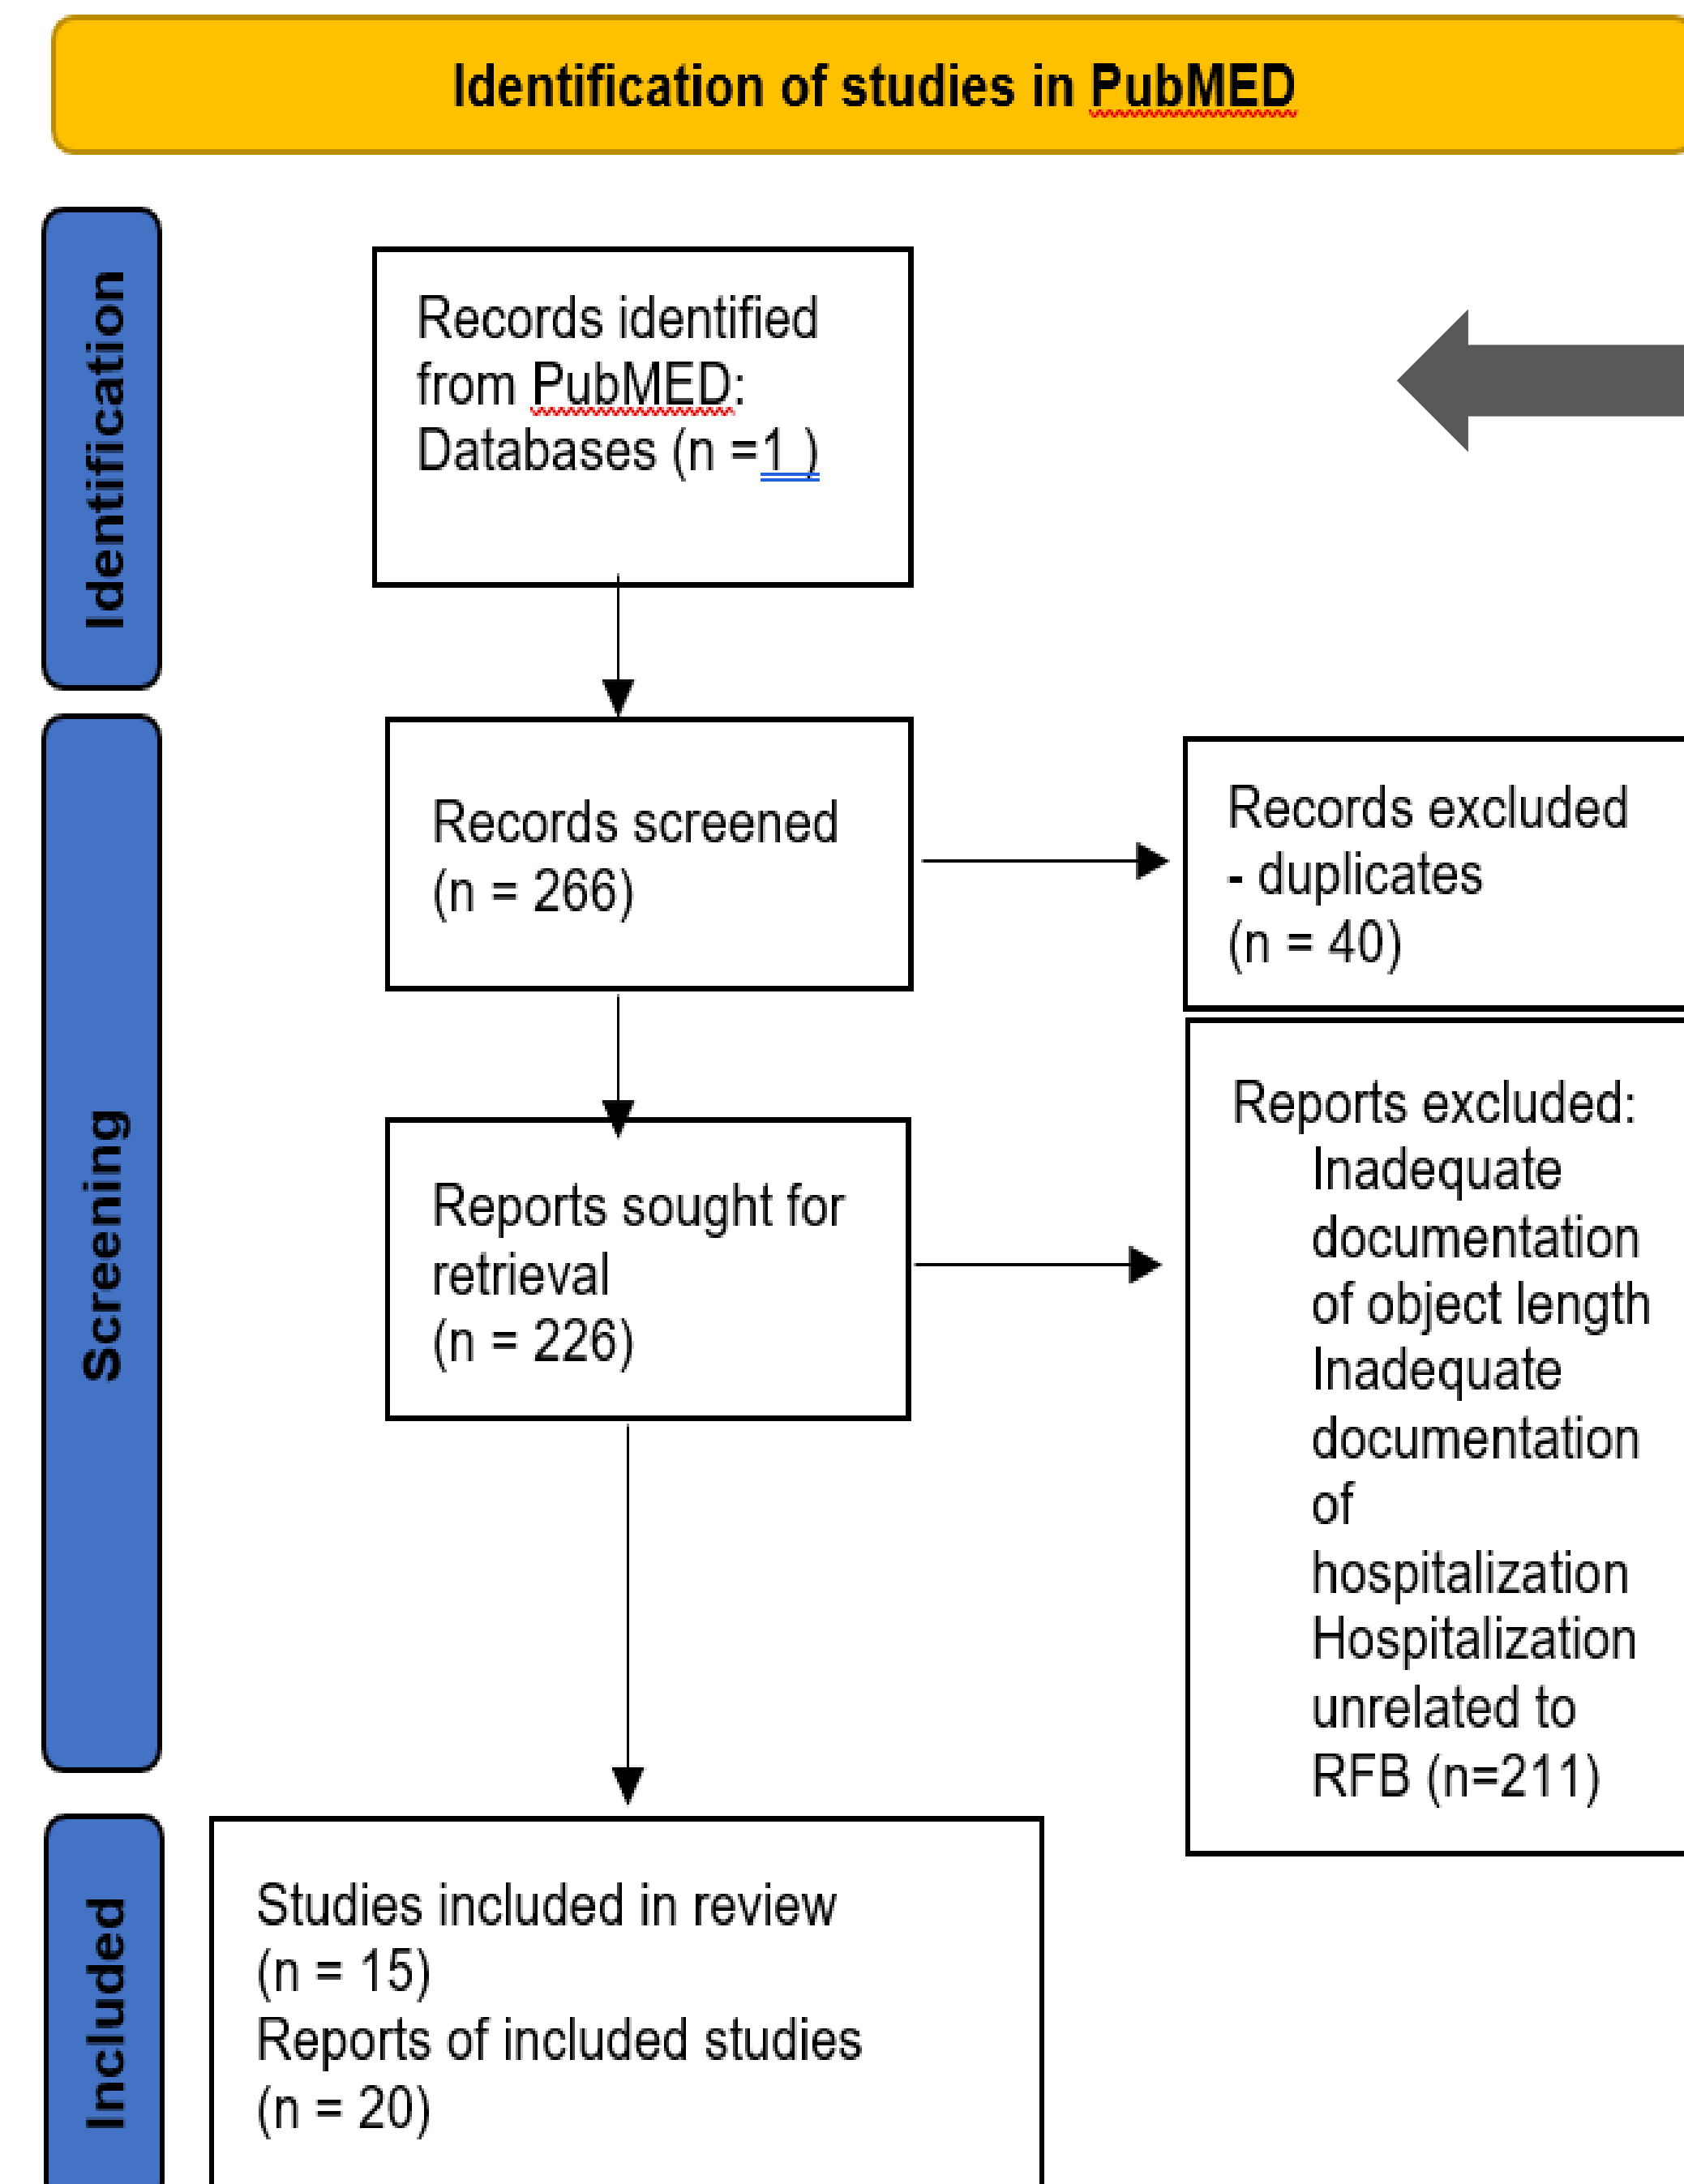 Identification of studies in PubMED
Identification
Records identified
from PubMED:
Databases (n =1 )
Screening
Records screened
(n = 266)
Records excluded
- duplicates
(n = 40)
Reports sought for
retrieval
(n = 226)
Reports excluded:
Inadequate
documentation
of object length
Inadequate
documentation
of
hospitalization
Hospitalization
unrelated to
RFB (n=211)
Included
Studies included in review
(n = 15)
Reports of included studies
(n = 20)